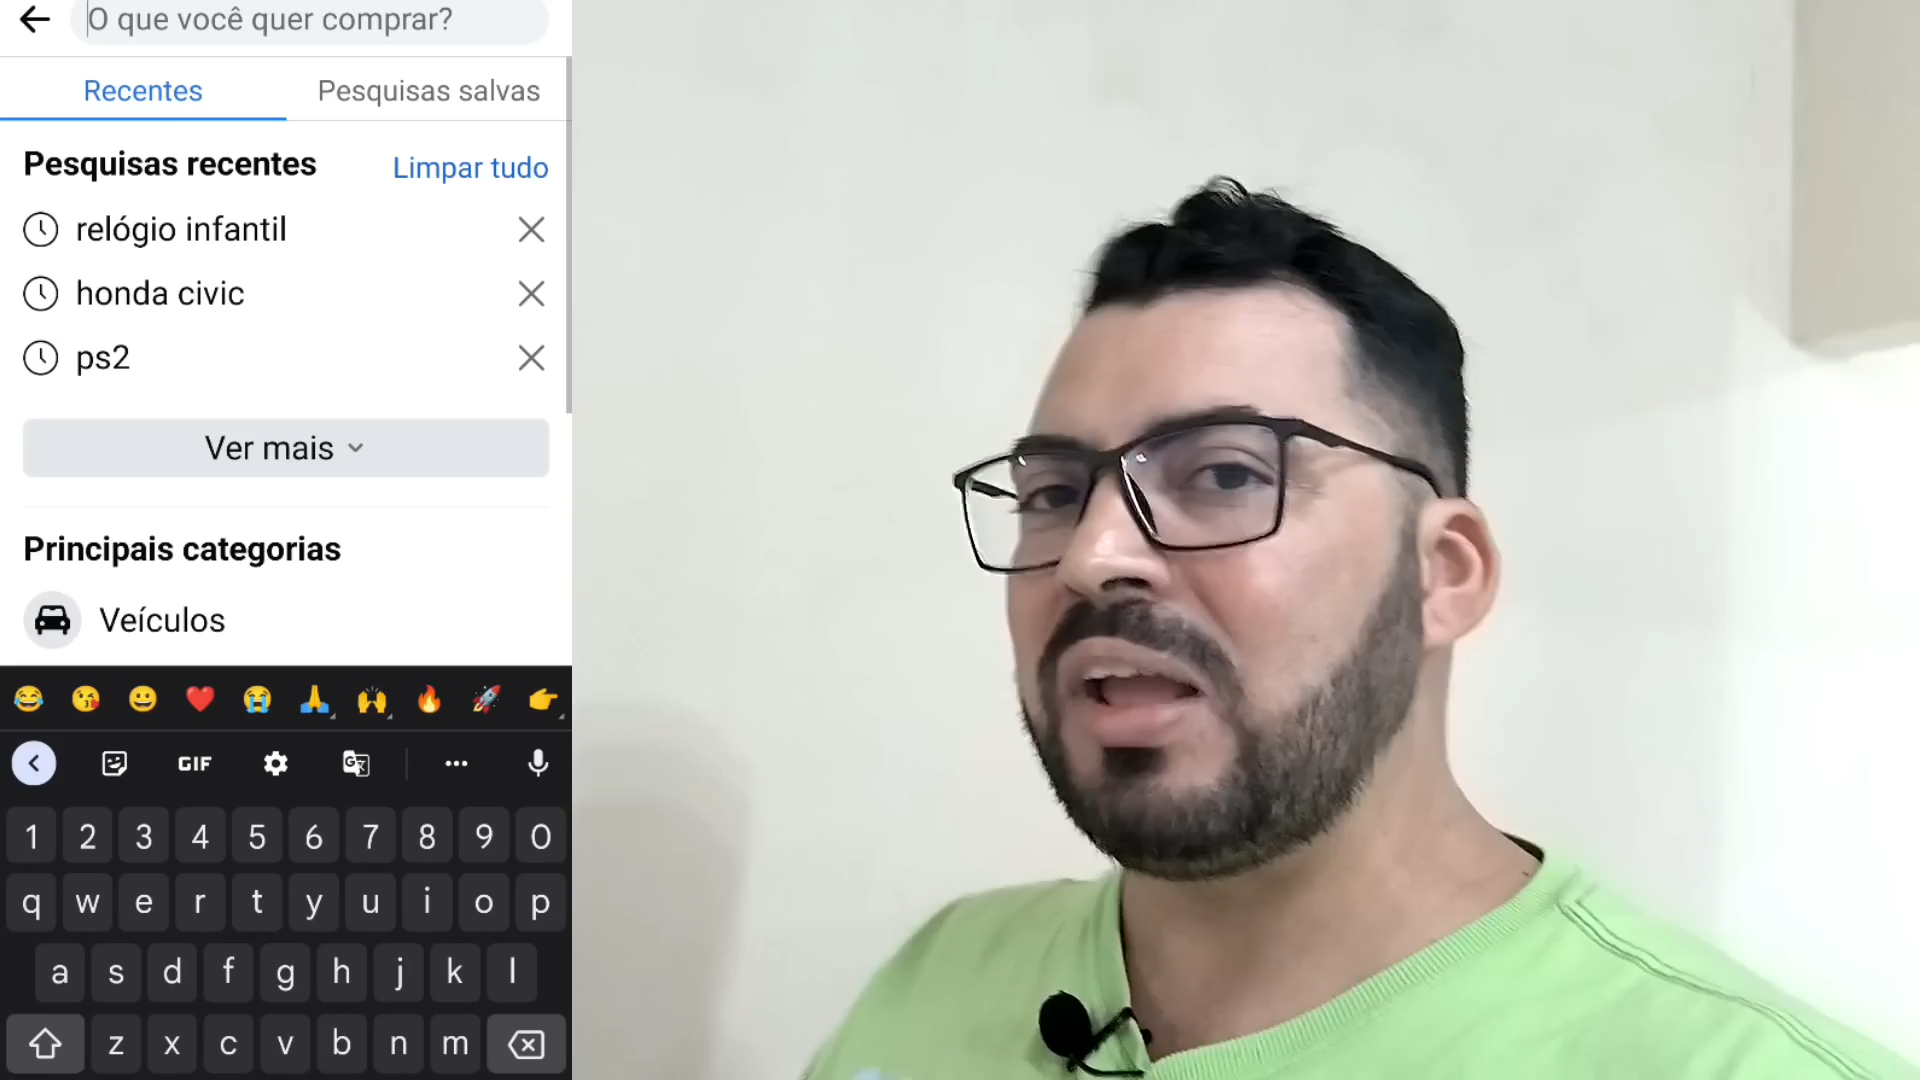 O que você quer comprar?
Recentes Pesquisas salvas
Pesquisas recentes Limpar tudo
relógio infantil
honda civic
ps2
Ver mais
Principais categorias
Veículos
GIF
1 2 3 4 5 6 7 8 9 0
q w e r t y u i o p
a s d f g h j k l
z x c v b n m